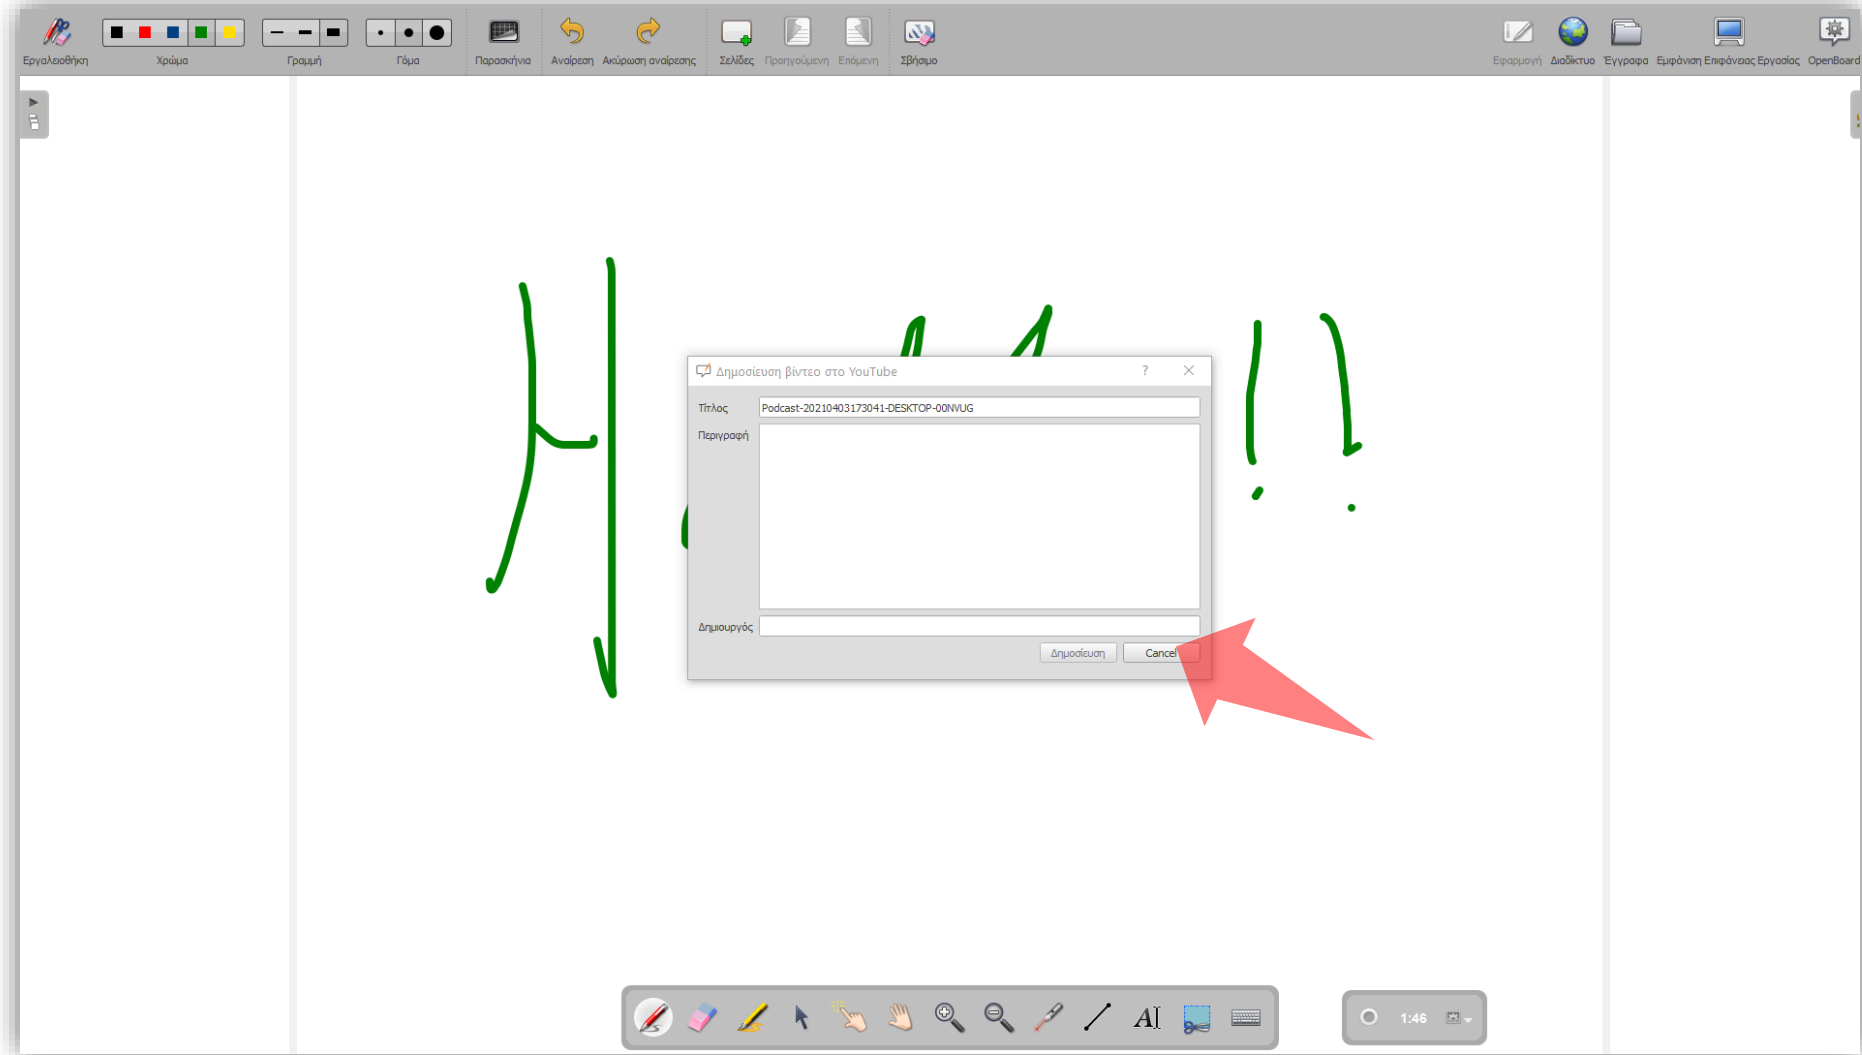 Εργαλειοθήκη Χρώμα Γραμμή Γόμα Παρασκήνια Αναίρεση Ακύρωση αναίρεσης Σελίδες Προηγούμενη Επόμενη Σβήσιμο Εφαρμογή Διαδίκτυο Έγγραφα Εμφάνιση Επιφάνειας Εργασίας OpenBoard
Δημοσίευση βίντεο στο YouTube ?
Τίτλος Podcast-20210403173041-DESKTOP-00NVUG
Περιγραφή
Δημιουργός
Δημοσίευση Cancel
1:46